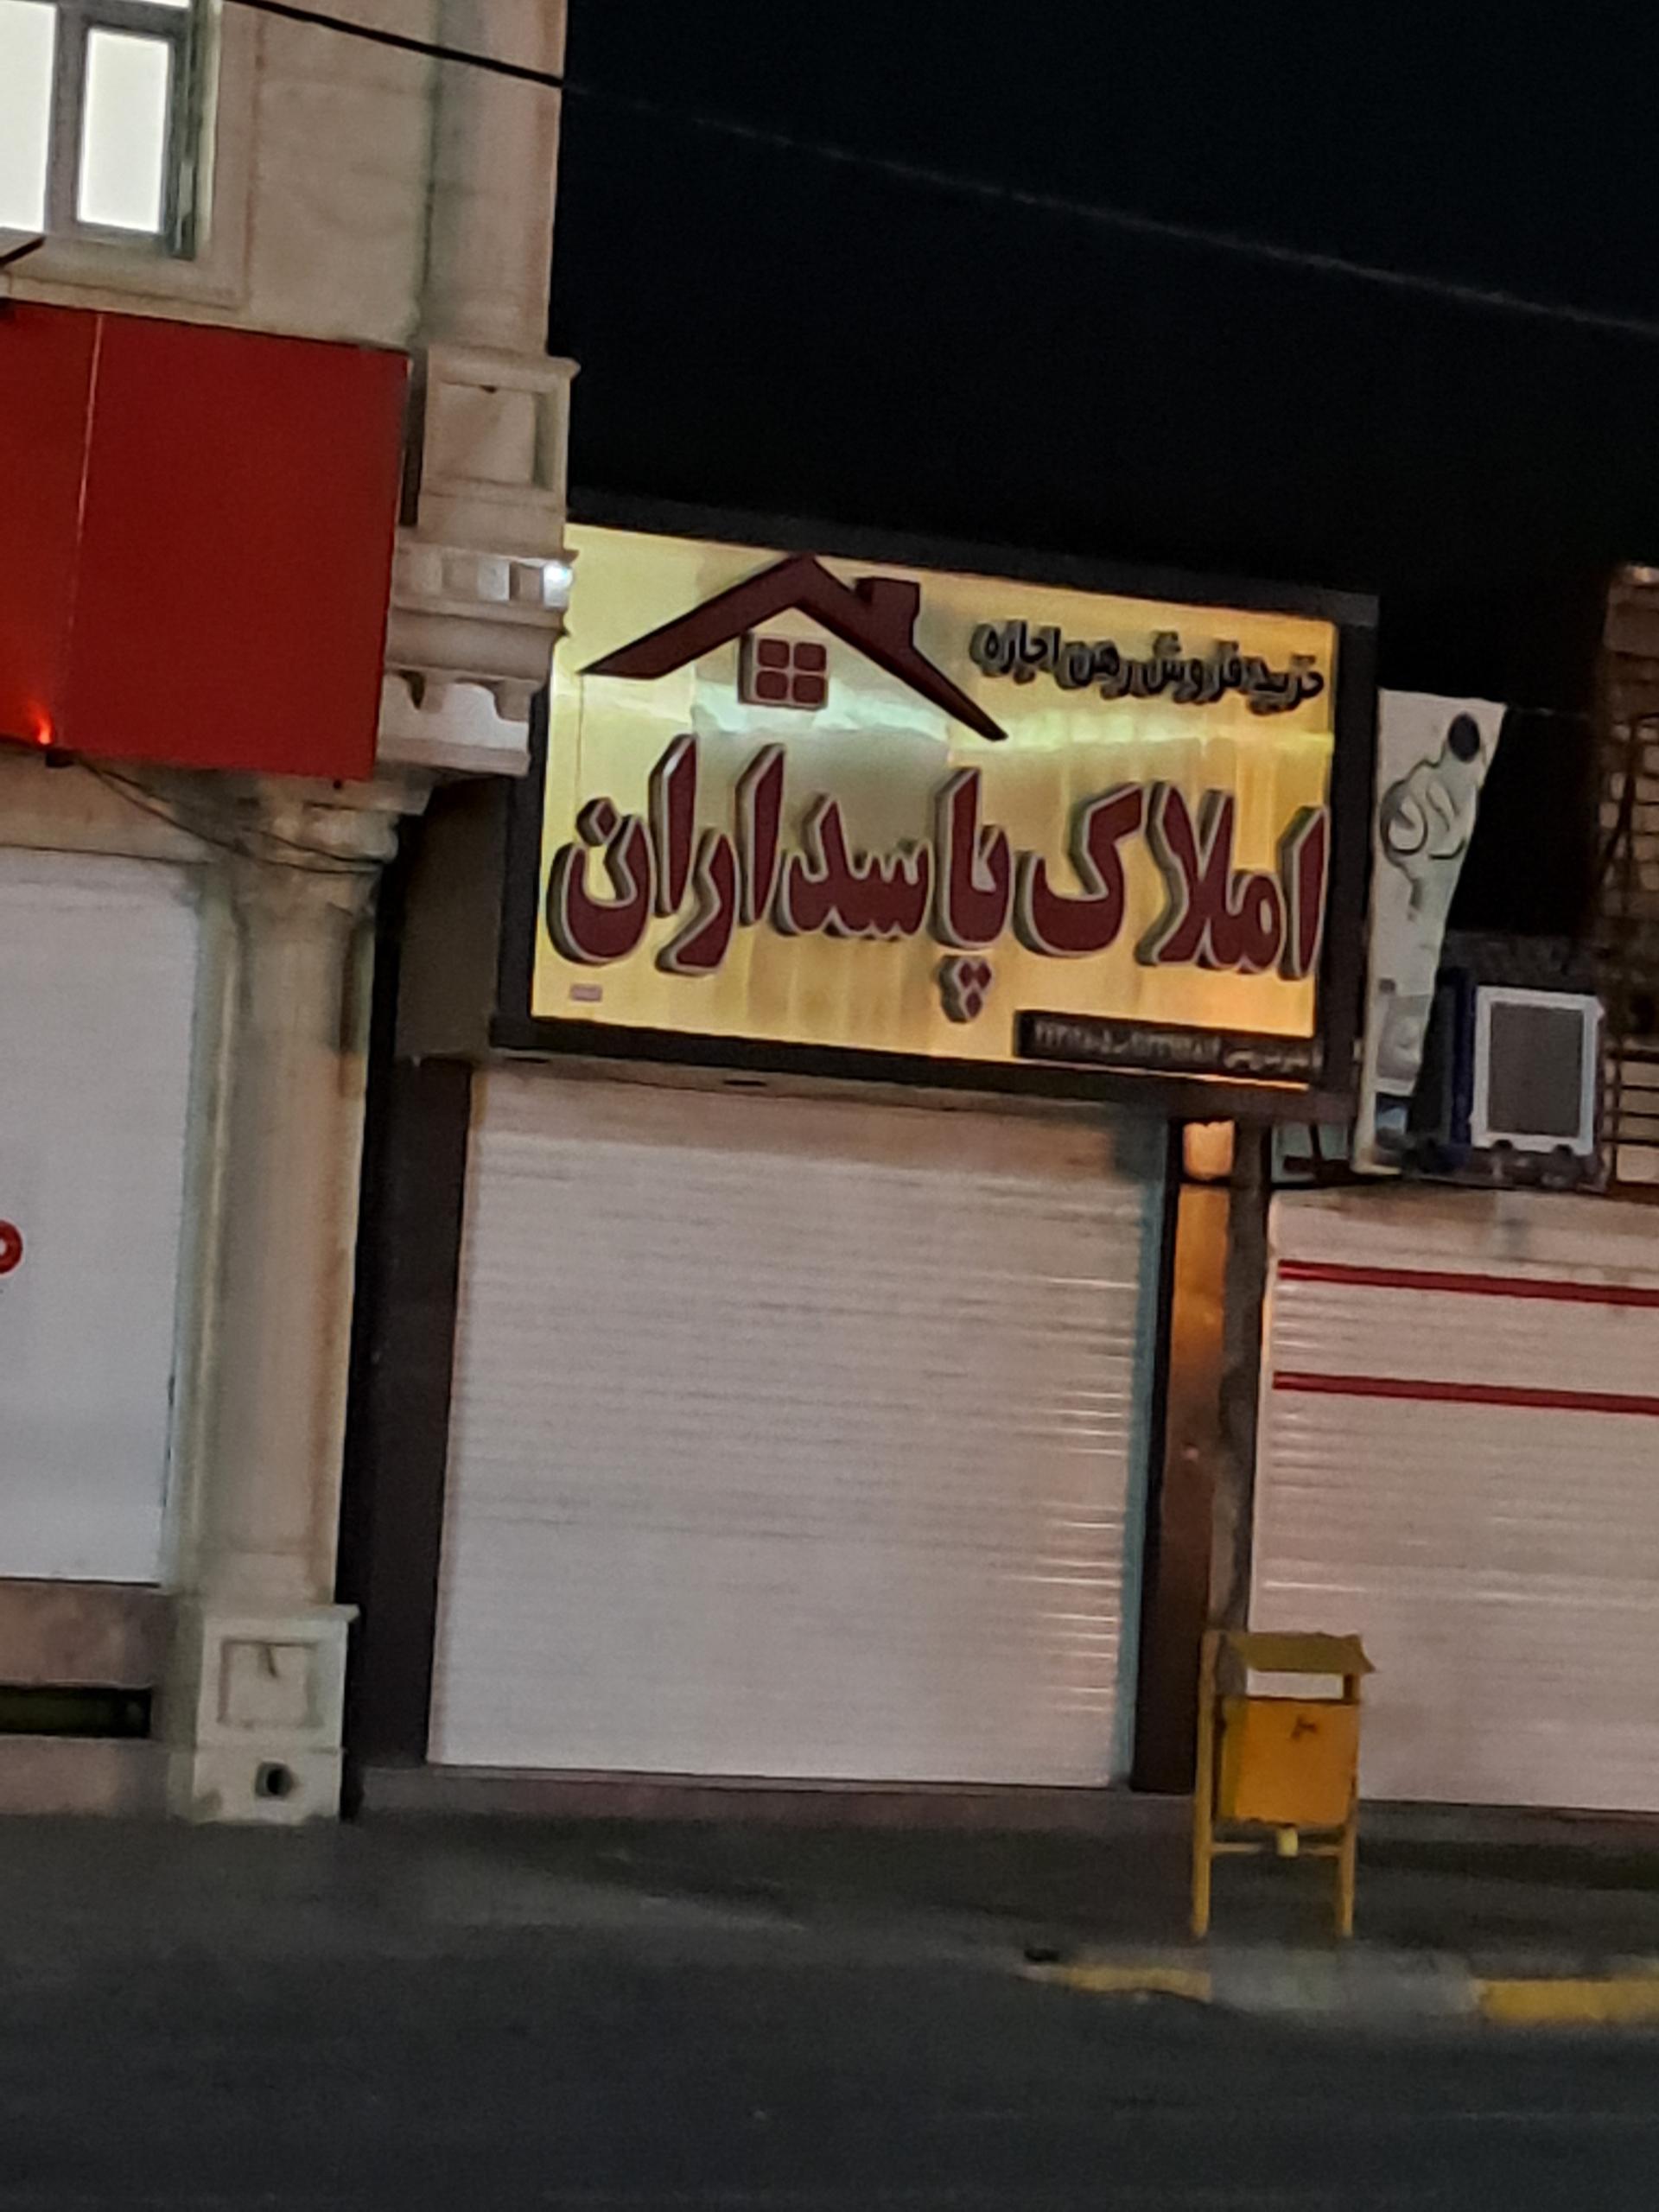 خرید فروش رهن اجاره
املاک پاسداران